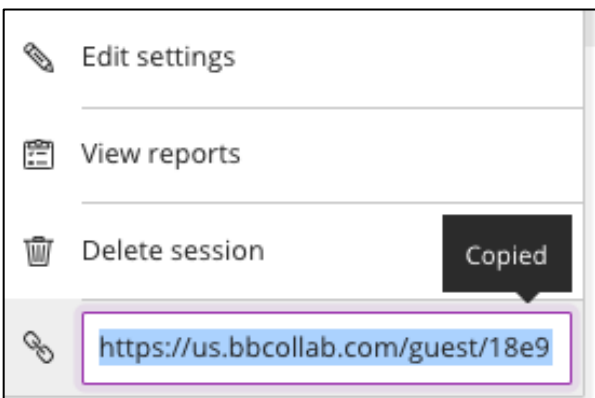 Edit settings
View reports
Delete session
Copied
https://us.bbcollab.com/guest/18e9